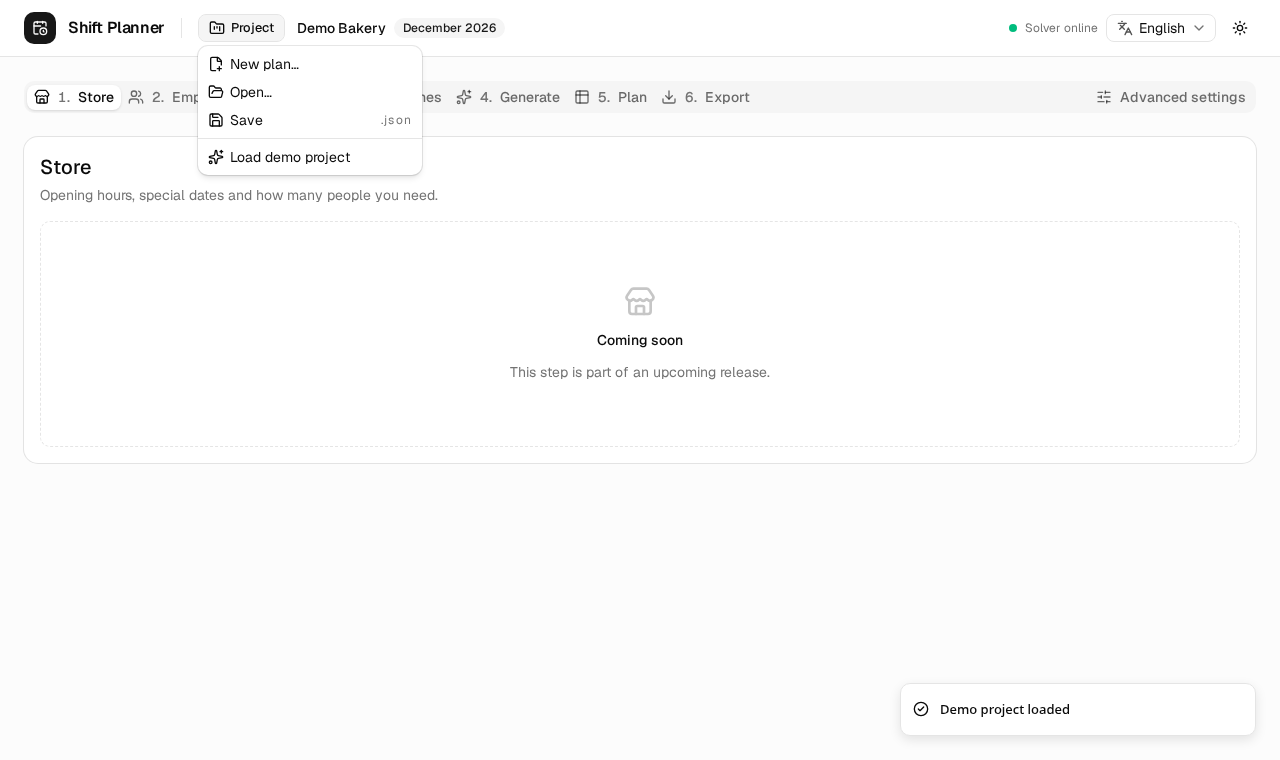 Shift Planner
Project
Demo Bakery
December 2026
Solver online
English
New plan...
Open...
Save .json
Load demo project
1. Store
2. Emp
nes
4. Generate
5. Plan
6. Export
Advanced settings
Store
Opening hours, special dates and how many people you need.
Coming soon
This step is part of an upcoming release.
Demo project loaded